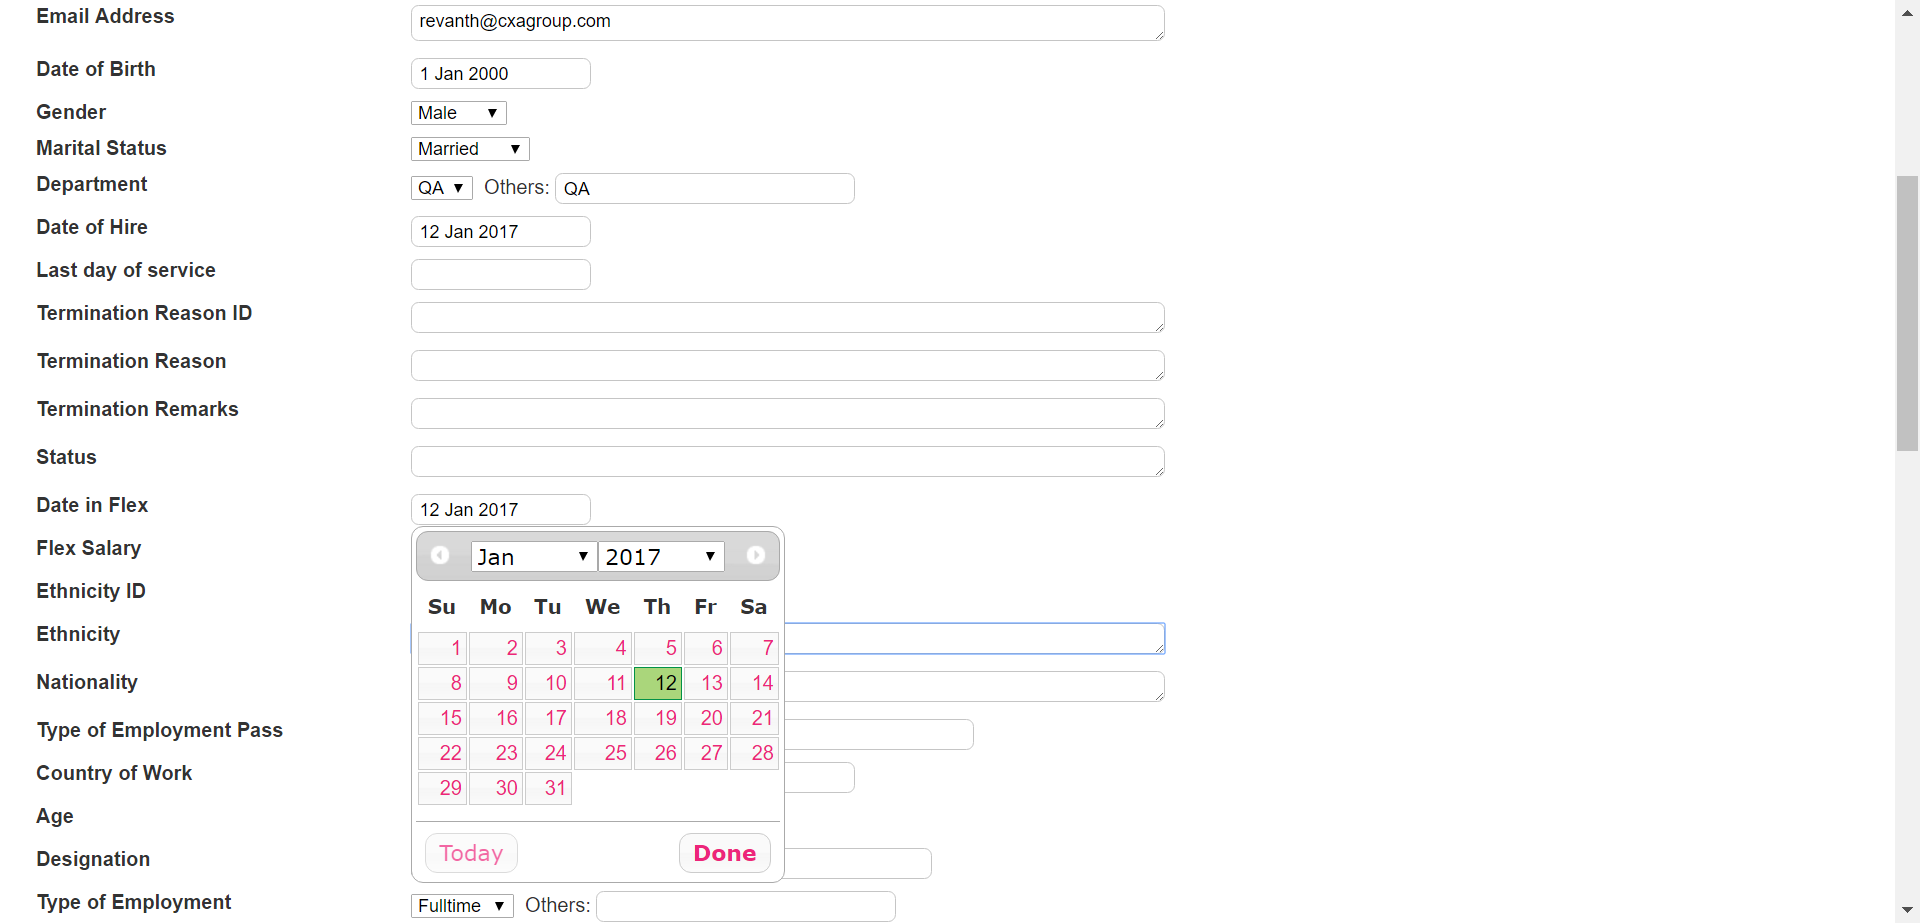 Email Address revanth@cxagroup.com
Date of Birth 1 Jan 2000
Gender Male
Marital Status Married
Department QA Others: QA
Date of Hire 12 Jan 2017
Last day of service
Termination Reason ID
Termination Reason
Termination Remarks
Status
Date in Flex 12 Jan 2017
Flex Salary
Ethnicity ID
Ethnicity
Nationality
Type of Employment Pass
Country of Work
Age
Designation
Type of Employment Fulltime Others:
Jan 2017
Su Mo Tu We Th Fr Sa
1 2 3 4 5 6 7
8 9 10 11 12 13 14
15 16 17 18 19 20 21
22 23 24 25 26 27 28
29 30 31
Today Done